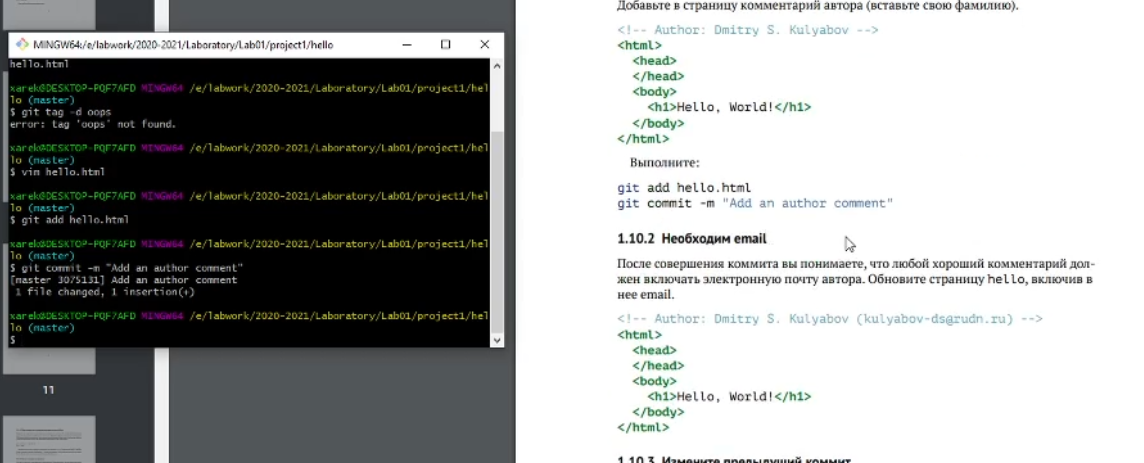 MINGW64:/e/labwork/2020-2021/Laboratory/Lab01/project1/hello
hello.html
xarek@DESKTOP-PQF7AFD MINGW64 /e/labwork/2020-2021/Laboratory/Lab01/project1/hel
lo (master)
$ git tag -d oops
error: tag 'oops' not found.
xarek@DESKTOP-PQF7AFD MINGW64 /e/labwork/2020-2021/Laboratory/Lab01/project1/hel
lo (master)
$ vim hello.html
xarek@DESKTOP-PQF7AFD MINGW64 /e/labwork/2020-2021/Laboratory/Lab01/project1/hel
lo (master)
$ git add hello.html
xarek@DESKTOP-PQF7AFD MINGW64 /e/labwork/2020-2021/Laboratory/Lab01/project1/hel
lo (master)
$ git commit -m "Add an author comment"
[master 3075131] Add an author comment
1 file changed, 1 insertion(+)
xarek@DESKTOP-PQF7AFD MINGW64 /e/labwork/2020-2021/Laboratory/Lab01/project1/hel
lo (master)
$
11
Добавьте в страницу комментарий автора (вставьте свою фамилию).
<!-- Author: Dmitry S. Kulyabov -->
<html>
<head>
</head>
<body>
<h1>Hello, World!</h1>
</body>
</html>
Выполните:
git add hello.html
git commit -m "Add an author comment"
1.10.2 Необходим email
После совершения коммита вы понимаете, что любой хороший комментарий дол-
жен включать электронную почту автора. Обновите страницу hello, включив в
нее email.
<!-- Author: Dmitry S. Kulyabov (kulyabov-ds@rudn.ru) -->
<html>
<head>
</head>
<body>
<h1>Hello, World!</h1>
</body>
</html>
1.10.3 Измените предыдущий коммит